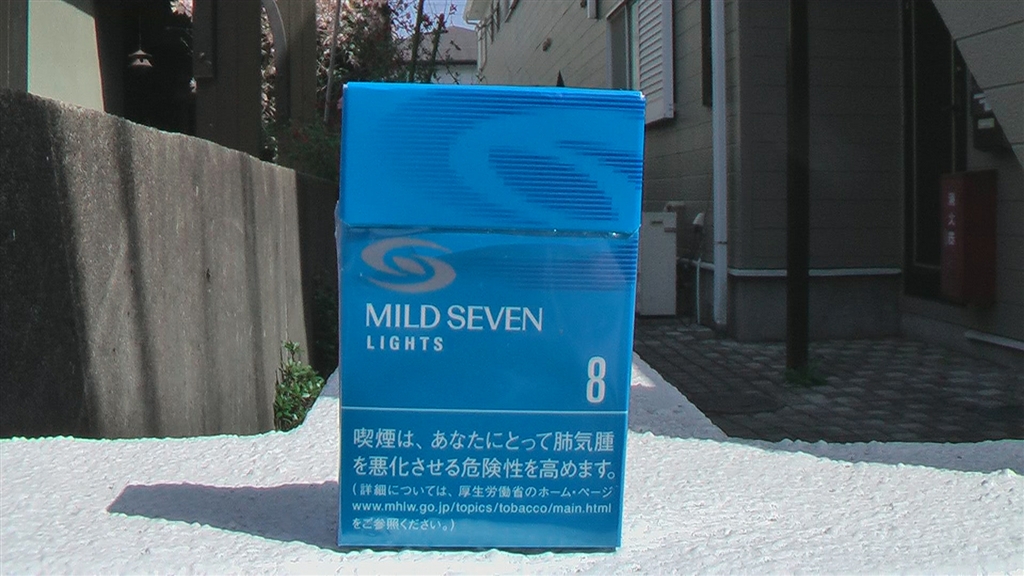 MILD SEVEN
LIGHTS
8
喫煙は、あなたにとって肺気腫
を悪化させる危険性を高めます。
(詳細については、厚生労働省のホーム・ページ
www.mhlw.go.jp/topics/tobacco/main.html
をご参照ください。)
消火器